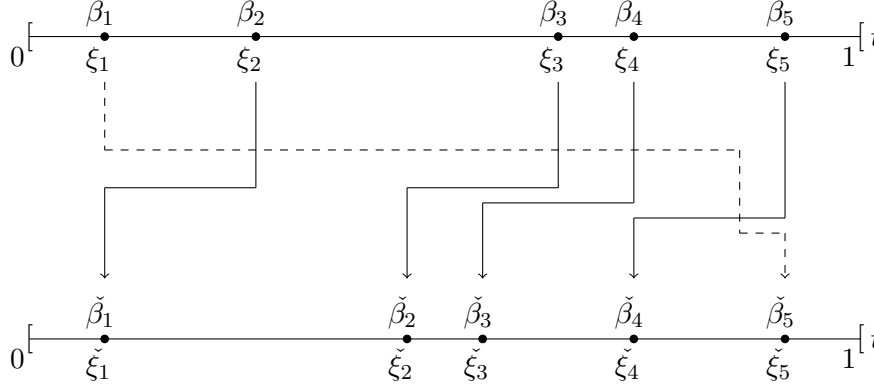 β₁ β₂ β₃ β₄ β₅
0 [ 1 [
ξ₁ ξ₂ ξ₃ ξ₄ ξ₅
β̌₁ β̌₂ β̌₃ β̌₄ β̌₅
0 [ 1 [
ξ̌₁ ξ̌₂ ξ̌₃ ξ̌₄ ξ̌₅